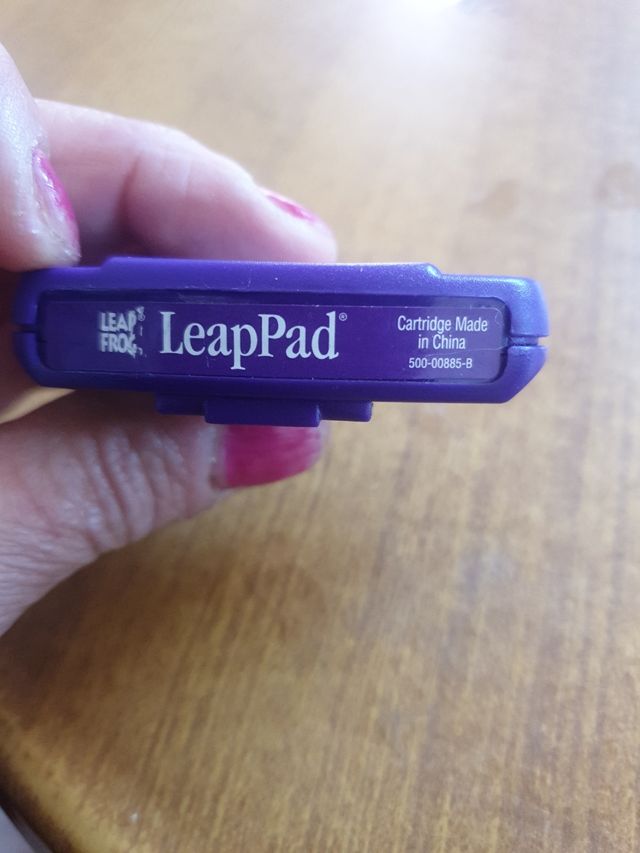 LEAP
FROG
LeapPad®
Cartridge Made
in China
500-00885-B